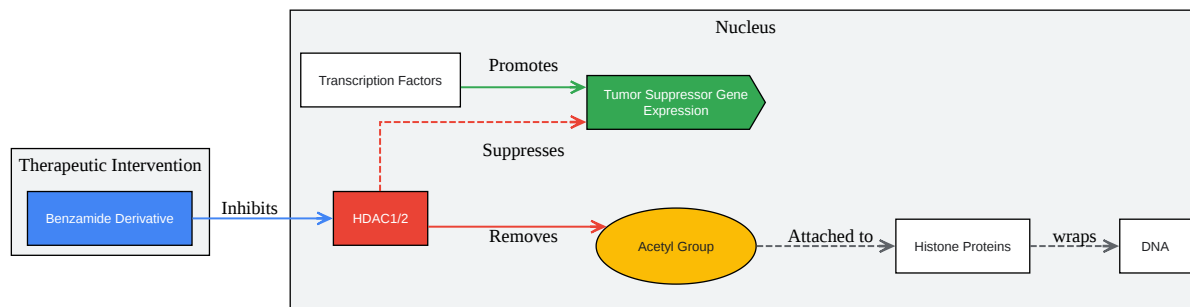 Nucleus
Transcription Factors
Promotes
Tumor Suppressor Gene
Expression
Suppresses
Therapeutic Intervention
Benzamide Derivative
Inhibits
HDAC1/2
Removes
Acetyl Group
Attached to
Histone Proteins
wraps
DNA